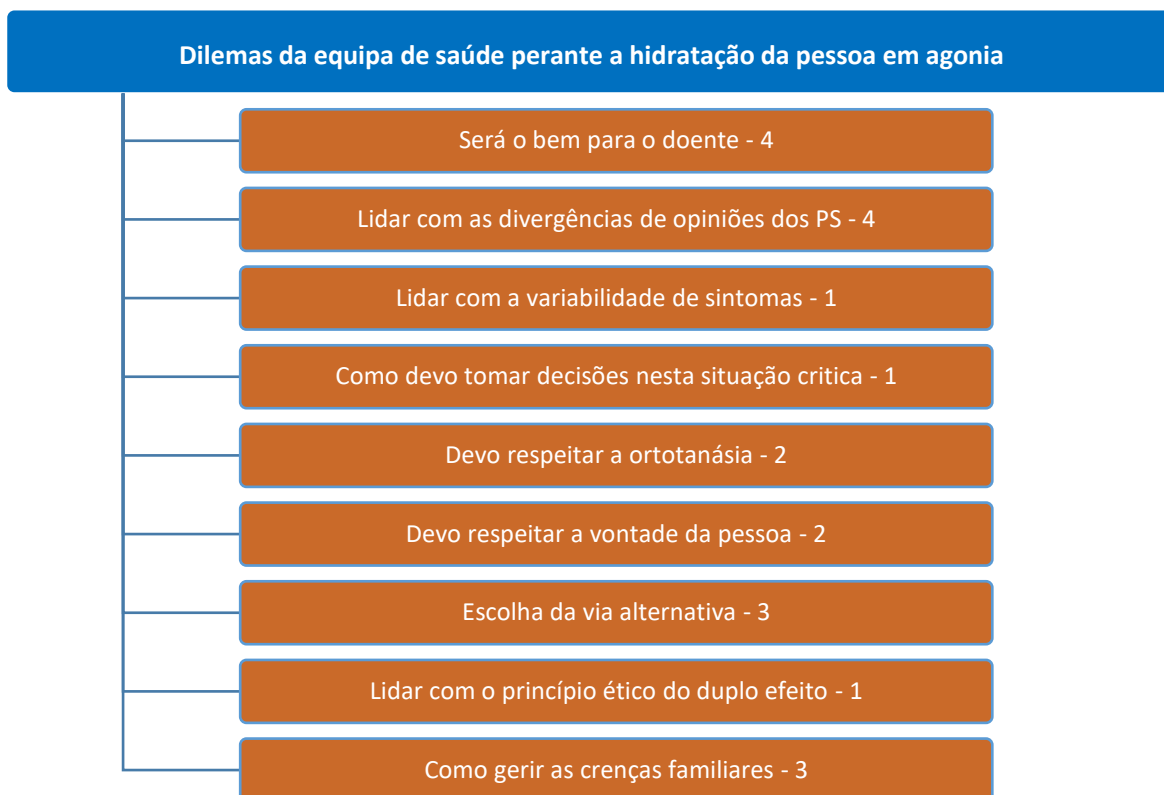 Dilemas da equipa de saúde perante a hidratação da pessoa em agonia
Será o bem para o doente - 4
Lidar com as divergências de opiniões dos PS - 4
Lidar com a variabilidade de sintomas - 1
Como devo tomar decisões nesta situação critica - 1
Devo respeitar a ortotanásia - 2
Devo respeitar a vontade da pessoa - 2
Escolha da via alternativa - 3
Lidar com o princípio ético do duplo efeito - 1
Como gerir as crenças familiares - 3